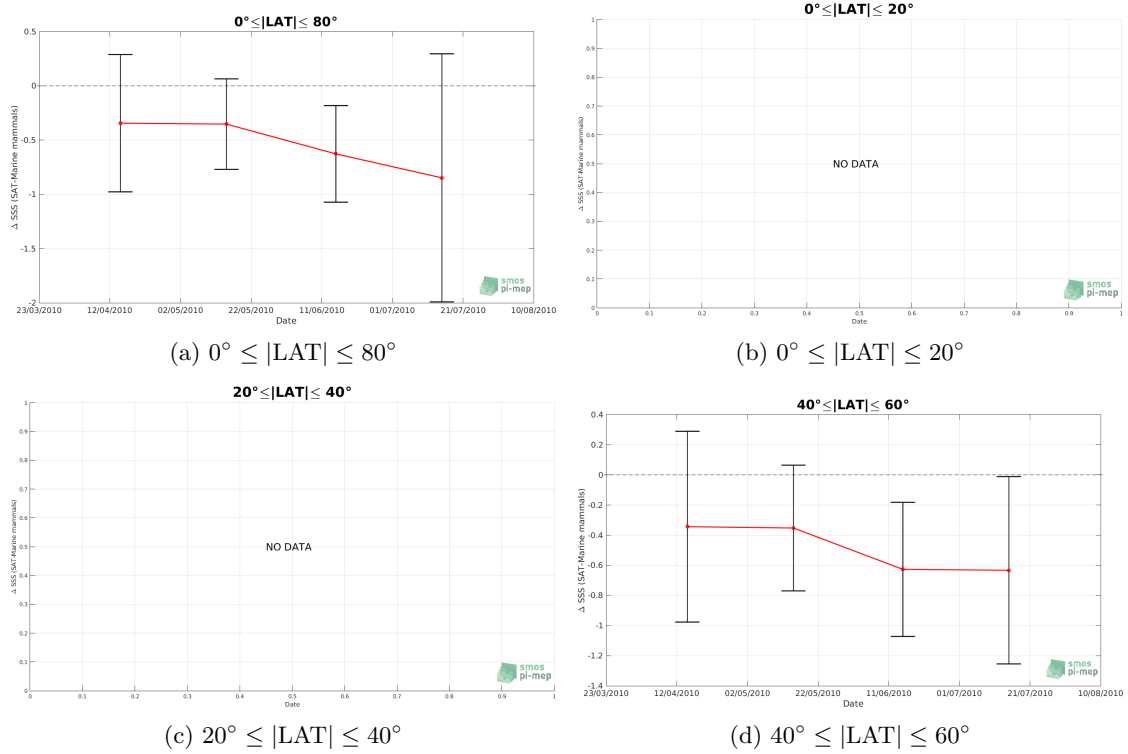 0°≤|LAT|≤ 80°
0.5
0
-0.5
-1
-1.5
-2
Δ SSS (SAT-Marine mammals)
23/03/2010 12/04/2010 02/05/2010 22/05/2010 11/06/2010 01/07/2010 21/07/2010 10/08/2010
Date
smos
pi-mep
(a) 0° ≤ |LAT| ≤ 80°
0°≤|LAT|≤ 20°
1
0.9
0.8
0.7
0.6
0.5
0.4
0.3
0.2
0.1
0
Δ SSS (SAT-Marine mammals)
NO DATA
0 0.1 0.2 0.3 0.4 0.5 0.6 0.7 0.8 0.9 1
Date
smos
pi-mep
(b) 0° ≤ |LAT| ≤ 20°
20°≤|LAT|≤ 40°
1
0.9
0.8
0.7
0.6
0.5
0.4
0.3
0.2
0.1
0
Δ SSS (SAT-Marine mammals)
NO DATA
0 0.1 0.2 0.3 0.4 0.5 0.6 0.7 0.8 0.9 1
Date
smos
pi-mep
(c) 20° ≤ |LAT| ≤ 40°
40°≤|LAT|≤ 60°
0.4
0.2
0
-0.2
-0.4
-0.6
-0.8
-1
-1.2
-1.4
Δ SSS (SAT-Marine mammals)
23/03/2010 12/04/2010 02/05/2010 22/05/2010 11/06/2010 01/07/2010 21/07/2010 10/08/2010
Date
smos
pi-mep
(d) 40° ≤ |LAT| ≤ 60°